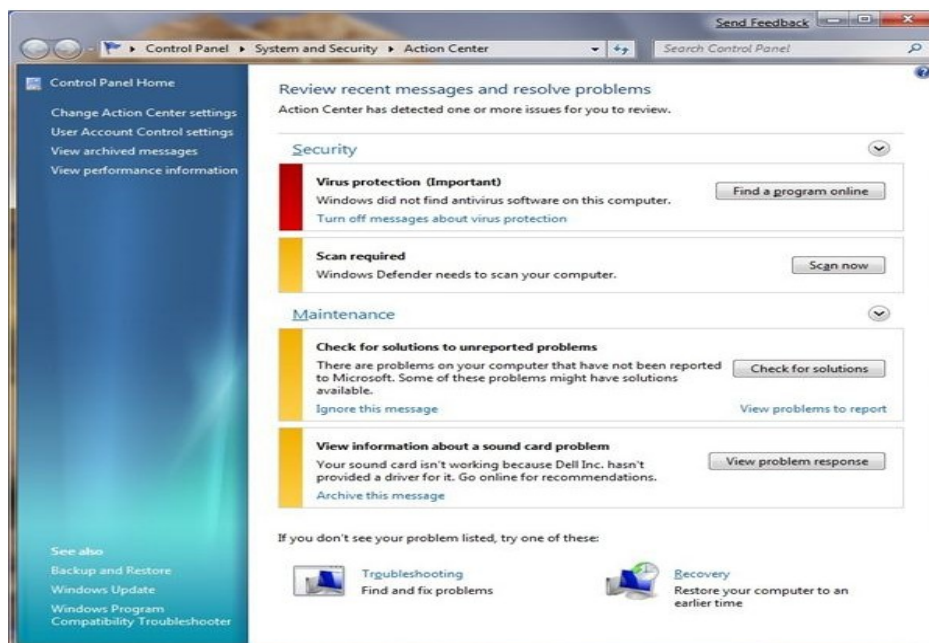 Send Feedback
Control Panel ▸ System and Security ▸ Action Center
Search Control Panel
Control Panel Home
Change Action Center settings
User Account Control settings
View archived messages
View performance information
See also
Backup and Restore
Windows Update
Windows Program
Compatibility Troubleshooter
Review recent messages and resolve problems
Action Center has detected one or more issues for you to review.
Security
Virus protection (Important)
Windows did not find antivirus software on this computer.
Turn off messages about virus protection
Find a program online
Scan required
Windows Defender needs to scan your computer.
Scan now
Maintenance
Check for solutions to unreported problems
There are problems on your computer that have not been reported
to Microsoft. Some of these problems might have solutions
available.
Check for solutions
Ignore this message
View problems to report
View information about a sound card problem
Your sound card isn't working because Dell Inc. hasn't
provided a driver for it. Go online for recommendations.
View problem response
Archive this message
If you don't see your problem listed, try one of these:
Troubleshooting
Find and fix problems
Recovery
Restore your computer to an
earlier time